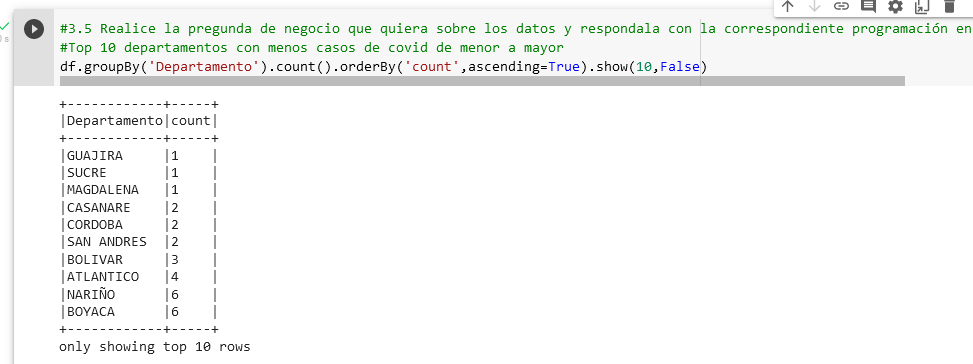 #3.5 Realice la pregunda de negocio que quiera sobre los datos y respondala con la correspondiente programación en
#Top 10 departamentos con menos casos de covid de menor a mayor
df.groupBy('Departamento').count().orderBy('count',ascending=True).show(10,False)
+------------+-----+
|Departamento|count|
+------------+-----+
|GUAJIRA     |1    |
|SUCRE       |1    |
|MAGDALENA   |1    |
|CASANARE    |2    |
|CORDOBA     |2    |
|SAN ANDRES  |2    |
|BOLIVAR     |3    |
|ATLANTICO   |4    |
|NARIÑO      |6    |
|BOYACA      |6    |
+------------+-----+
only showing top 10 rows